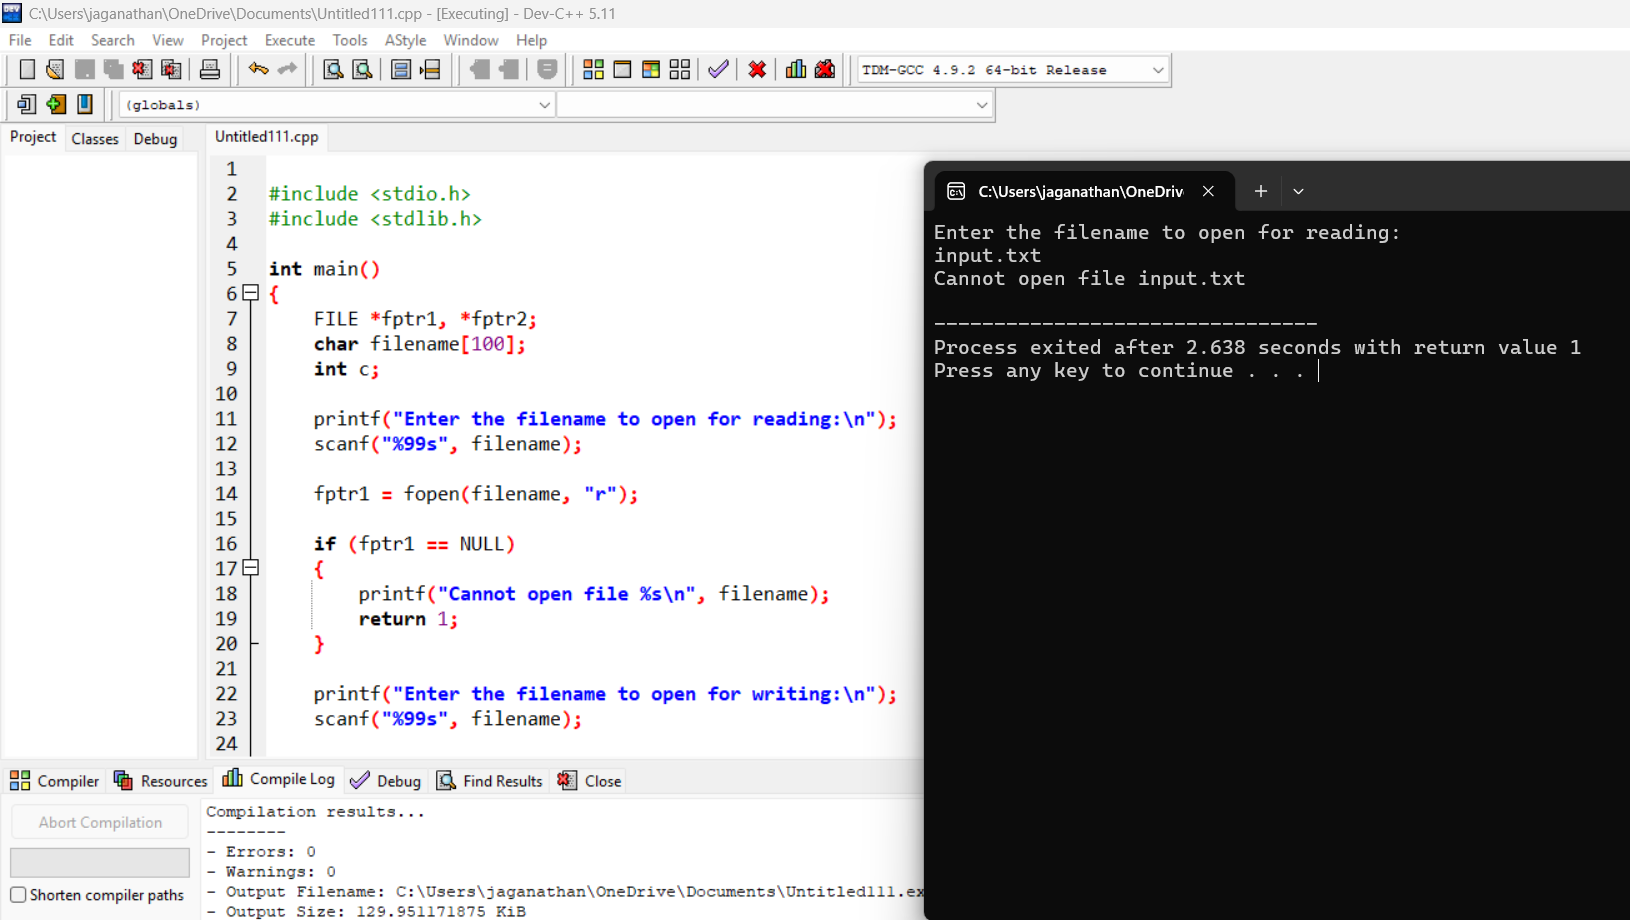 C:\Users\jaganathan\OneDrive\Documents\Untitled111.cpp - [Executing] - Dev-C++ 5.11
File Edit Search View Project Execute Tools AStyle Window Help
TDM-GCC 4.9.2 64-bit Release
(globals)
Project Classes Debug
Untitled111.cpp
1
2 #include <stdio.h>
3 #include <stdlib.h>
4
5 int main()
6 {
7 FILE *fptr1, *fptr2;
8 char filename[100];
9 int c;
10
11 printf("Enter the filename to open for reading:\n");
12 scanf("%99s", filename);
13
14 fptr1 = fopen(filename, "r");
15
16 if (fptr1 == NULL)
17 {
18 printf("Cannot open file %s\n", filename);
19 return 1;
20 }
21
22 printf("Enter the filename to open for writing:\n");
23 scanf("%99s", filename);
24
C:\Users\jaganathan\OneDriv
Enter the filename to open for reading:
input.txt
Cannot open file input.txt
--------------------------------
Process exited after 2.638 seconds with return value 1
Press any key to continue . . .
Compiler Resources Compile Log Debug Find Results Close
Abort Compilation
Shorten compiler paths
Compilation results...
--------
- Errors: 0
- Warnings: 0
- Output Filename: C:\Users\jaganathan\OneDrive\Documents\Untitled111.ex
- Output Size: 129.951171875 KiB